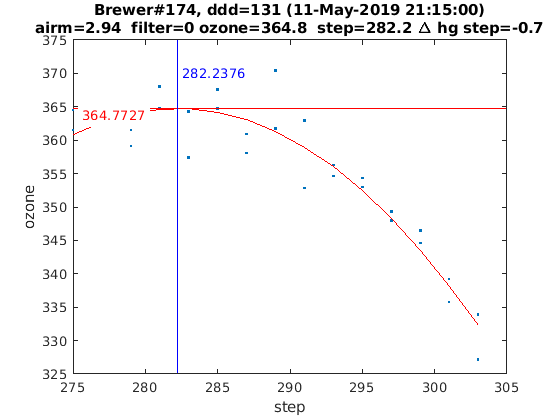 Brewer#174, ddd=131 (11-May-2019 21:15:00)
airm=2.94 filter=0 ozone=364.8 step=282.2 Δ hg step=-0.7
375
370
365
360
355
350
345
340
335
330
325
ozone
282.2376
364.7727
275 280 285 290 295 300 305
step